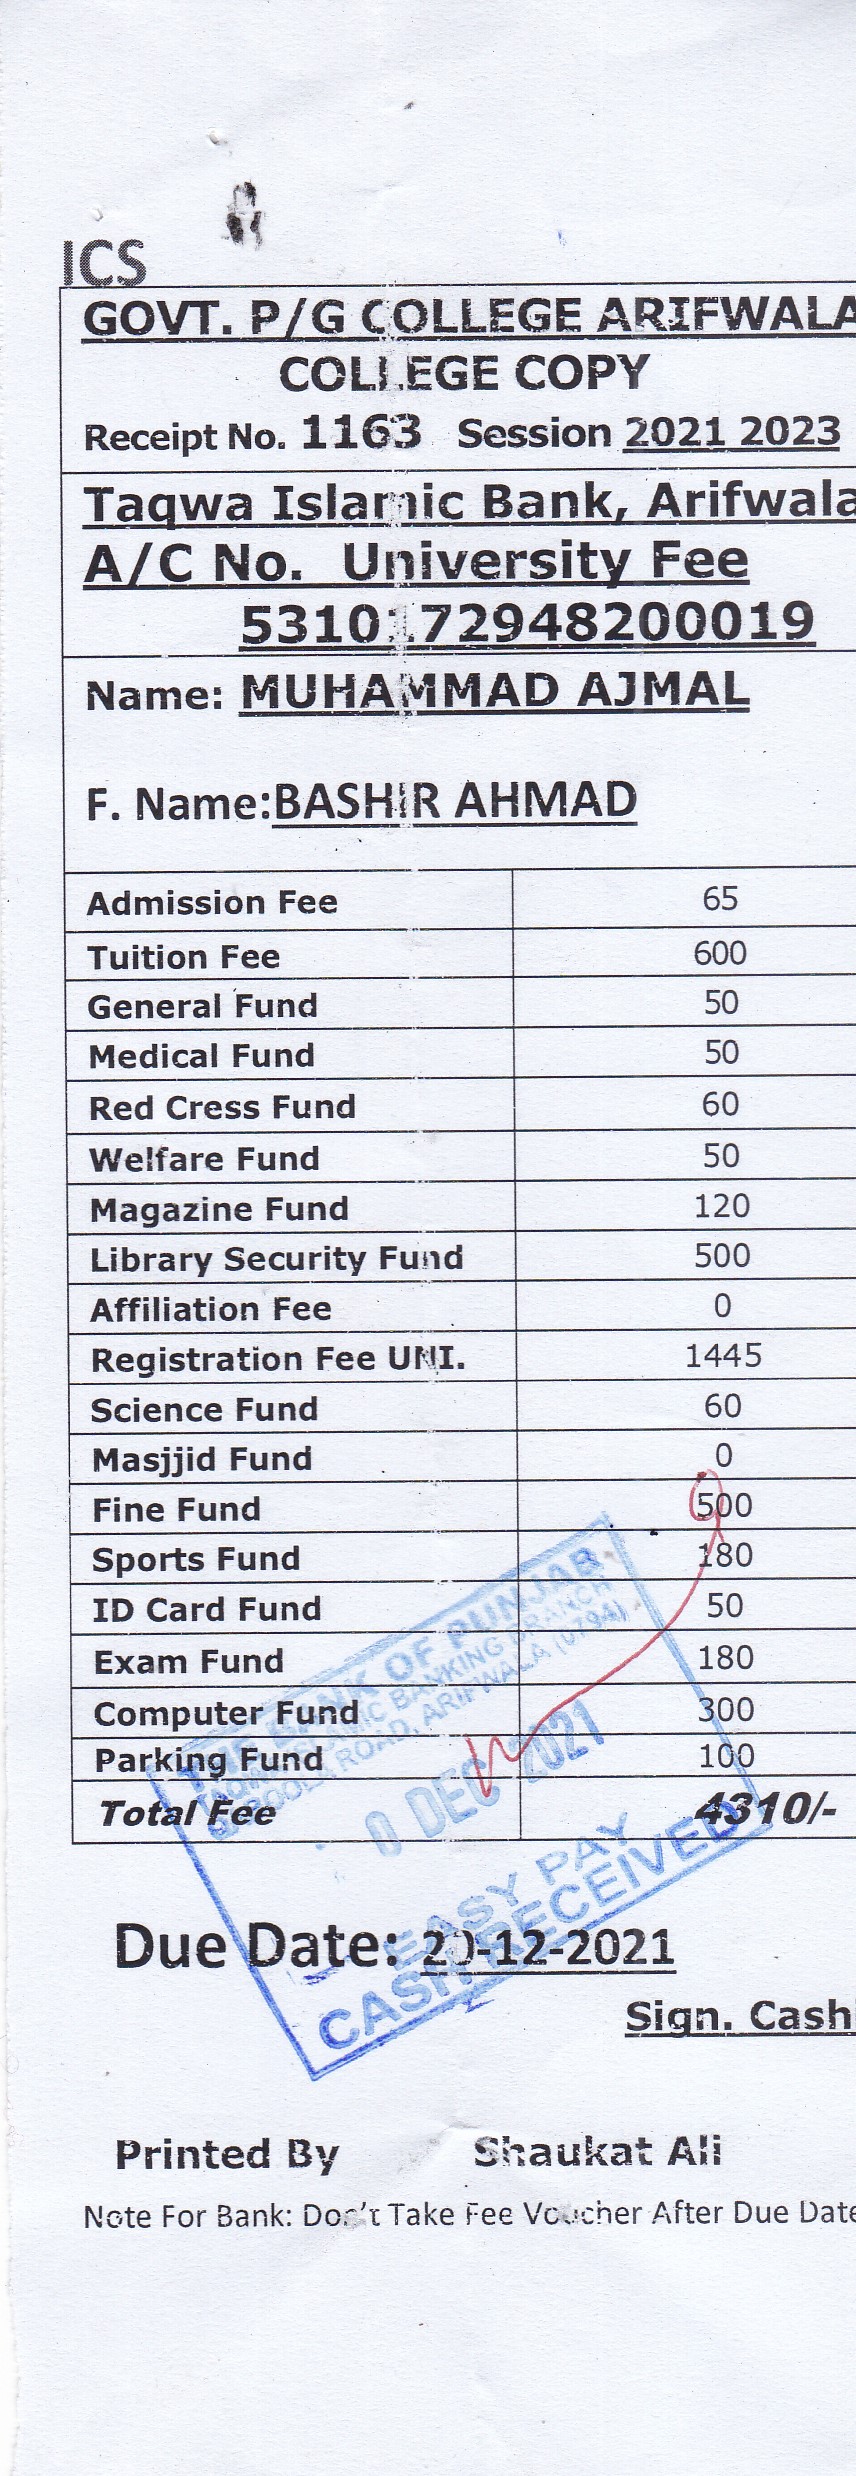 ICS
GOVT. P/G COLLEGE ARIFWALA
COLLEGE COPY
Receipt No. 1163 Session 2021 2023
Taqwa Islamic Bank, Arifwala
A/C No. University Fee
5310172948200019
Name: MUHAMMAD AJMAL
F. Name:BASHIR AHMAD
Admission Fee 65
Tuition Fee 600
General Fund 50
Medical Fund 50
Red Cress Fund 60
Welfare Fund 50
Magazine Fund 120
Library Security Fund 500
Affiliation Fee 0
Registration Fee UNI. 1445
Science Fund 60
Masjjid Fund 0
Fine Fund 500
Sports Fund 180
ID Card Fund 50
Exam Fund 180
Computer Fund 300
Parking Fund 100
Total Fee 4310/-
THE BANK OF PUNJAB
TAQWA ISLAMIC BANKING BRANCH
ROAD, ARIFWALA (079A)
DEC 2021
EASY PAY
CASH RECEIVED
Due Date: 20-12-2021
Sign. Cash
Printed By Shaukat Ali
Note For Bank: Don't Take Fee Voucher After Due Date